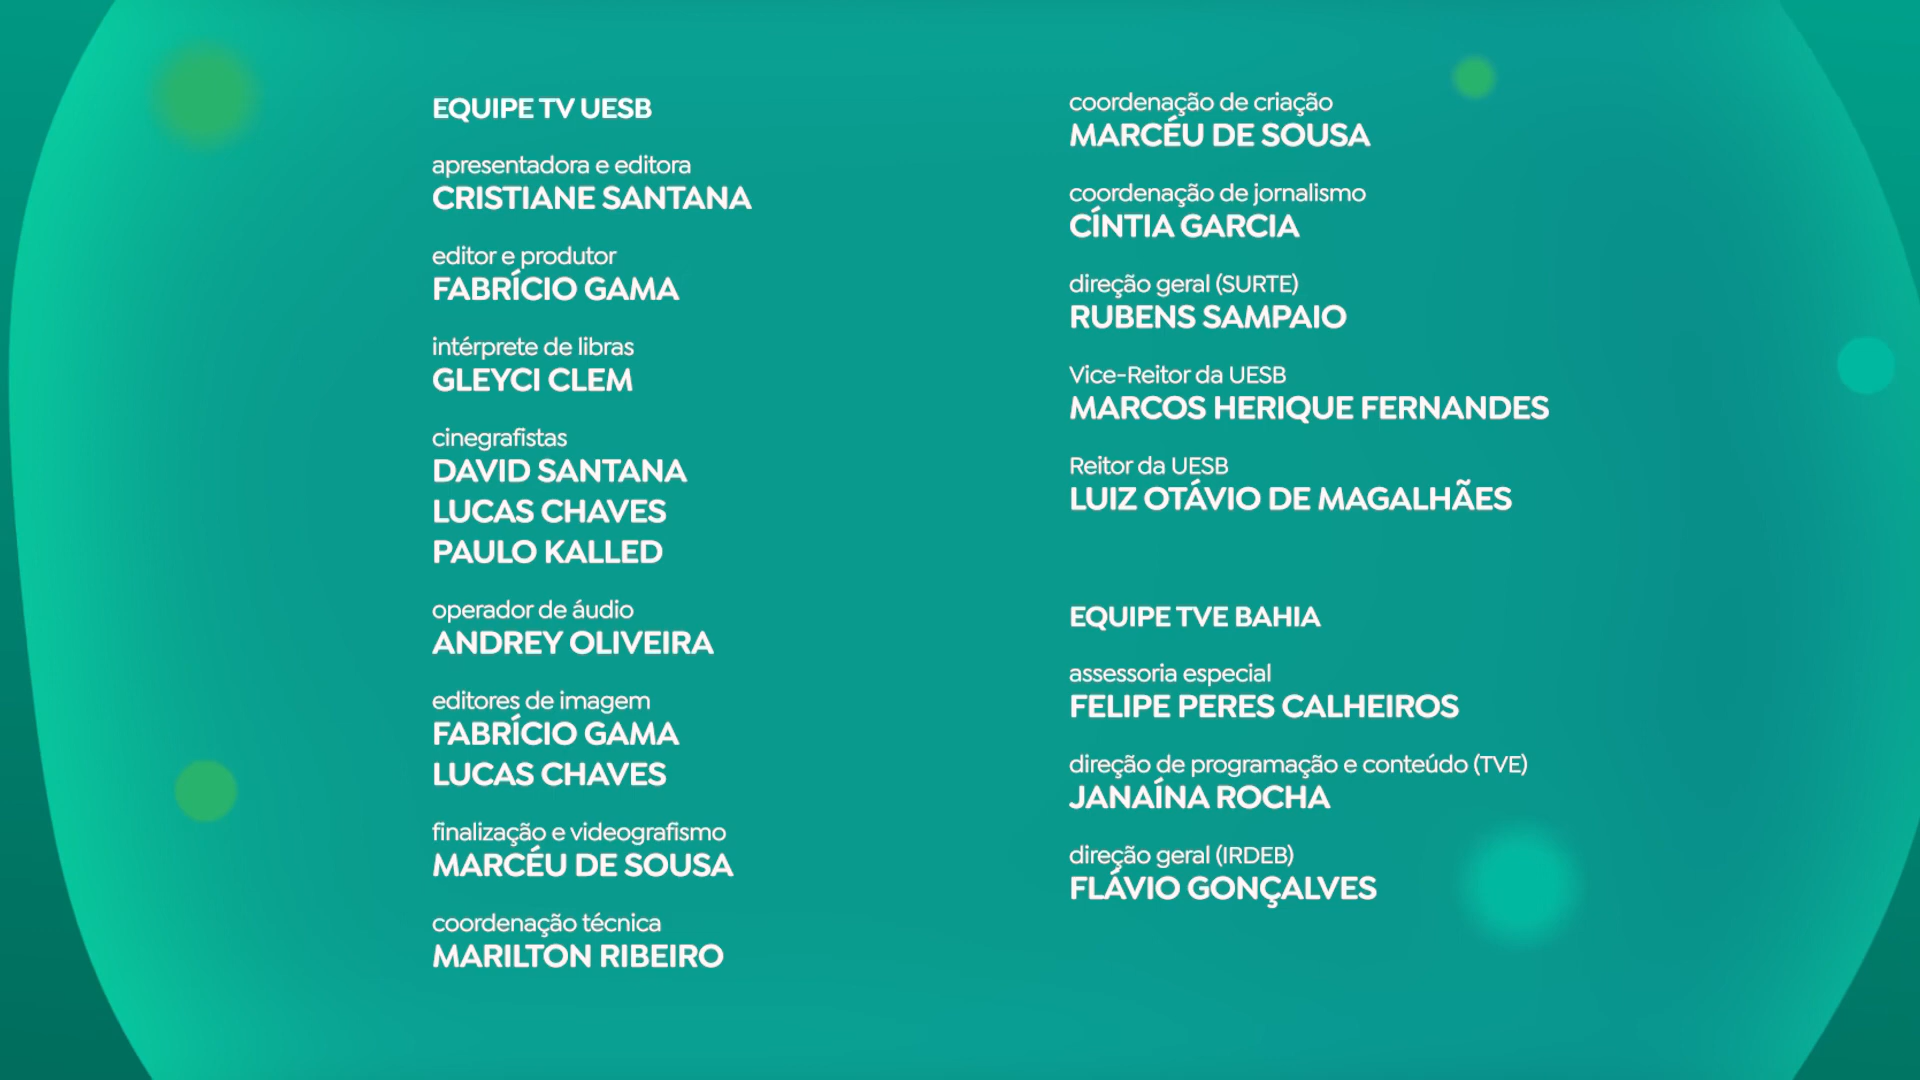 EQUIPE TV UESB
apresentadora e editora
CRISTIANE SANTANA
editor e produtor
FABRÍCIO GAMA
intérprete de libras
GLEYCI CLEM
cinegrafistas
DAVID SANTANA
LUCAS CHAVES
PAULO KALLED
operador de áudio
ANDREY OLIVEIRA
editores de imagem
FABRÍCIO GAMA
LUCAS CHAVES
finalização e videografismo
MARCÉU DE SOUSA
coordenação técnica
MARILTON RIBEIRO
coordenação de criação
MARCÉU DE SOUSA
coordenação de jornalismo
CÍNTIA GARCIA
direção geral (SURTE)
RUBENS SAMPAIO
Vice-Reitor da UESB
MARCOS HERIQUE FERNANDES
Reitor da UESB
LUIZ OTÁVIO DE MAGALHÃES
EQUIPE TVE BAHIA
assessoria especial
FELIPE PERES CALHEIROS
direção de programação e conteúdo (TVE)
JANAÍNA ROCHA
direção geral (IRDEB)
FLÁVIO GONÇALVES